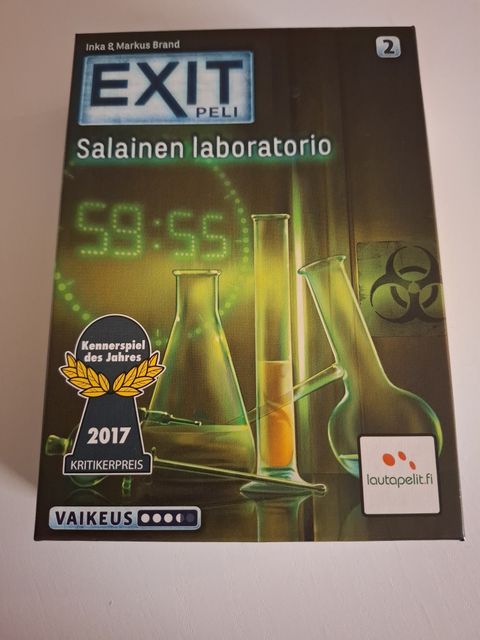 Inka & Markus Brand
2
EXIT
PELI
Salainen laboratorio
59:55
Kennerspiel
des Jahres
2017
KRITIKERPREIS
lautapelit.fi
VAIKEUS